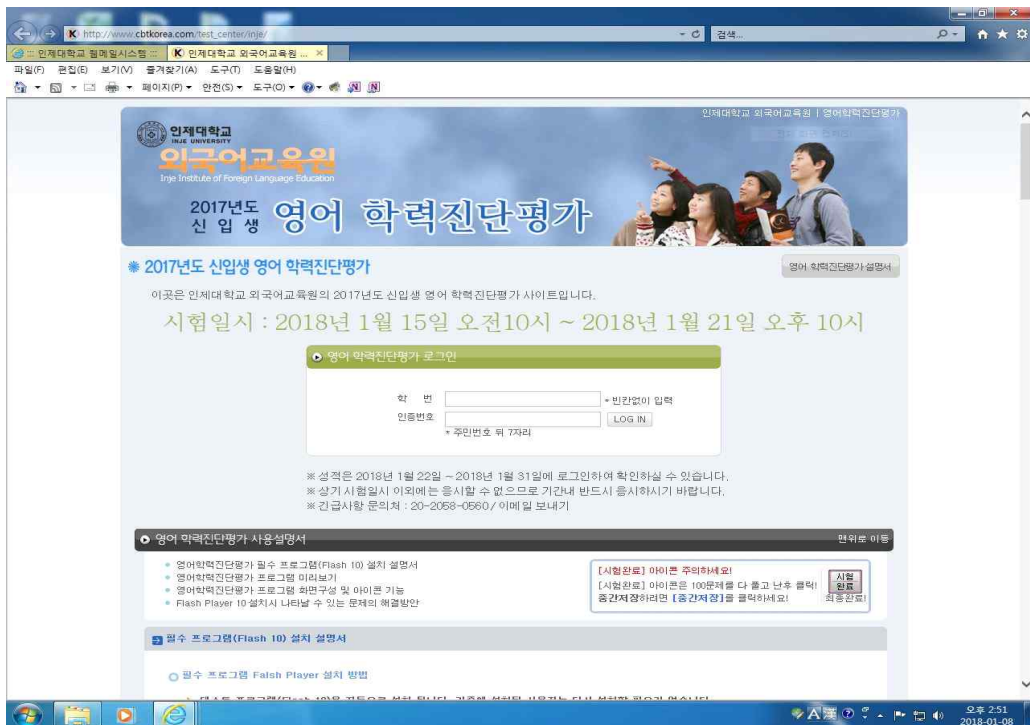 http://www.cbtkorea.com/test_center/inje/
검색...
::: 인제대학교 웹메일시스템 :::
인제대학교 외국어교육원 ...
파일(F) 편집(E) 보기(V) 즐겨찾기(A) 도구(T) 도움말(H)
페이지(P) 안전(S) 도구(O)
인제대학교 외국어교육원 | 영어학력진단평가
인제대학교
INJE UNIVERSITY
외국어교육원
Inje Institute of Foreign Language Education
2017년도
신 입 생
영어 학력진단평가
2017년도 신입생 영어 학력진단평가
영어 학력진단평가 설명서
이곳은 인제대학교 외국어교육원의 2017년도 신입생 영어 학력진단평가 사이트입니다.
시험일시 : 2018년 1월 15일 오전10시 ~ 2018년 1월 21일 오후 10시
영어 학력진단평가 로그인
학 번
* 빈칸없이 입력
인증번호
LOG IN
* 주민번호 뒤 7자리
※ 성적은 2018년 1월 22일 ~ 2018년 1월 31일에 로그인하여 확인하실 수 있습니다.
※ 상기 시험일시 이외에는 응시할 수 없으므로 기간내 반드시 응시하시기 바랍니다.
※ 긴급사항 문의처 : 20-2058-0560 / 이메일 보내기
영어 학력진단평가 사용설명서
맨위로 이동
영어학력진단평가 필수 프로그램(Flash 10) 설치 설명서
영어학력진단평가 프로그램 미리보기
영어학력진단평가 프로그램 화면구성 및 아이콘 기능
Flash Player 10 설치시 나타날 수 있는 문제의 해결방안
[시험완료] 아이콘 주의하세요!
[시험완료] 아이콘은 100문제를 다 풀고 난후 클릭!
중간저장하려면 [중간저장]를 클릭하세요!
시험
완료
최종완료!
필수 프로그램(Flash 10) 설치 설명서
필수 프로그램 Falsh Player 설치 방법
오후 2:51
2018-01-08